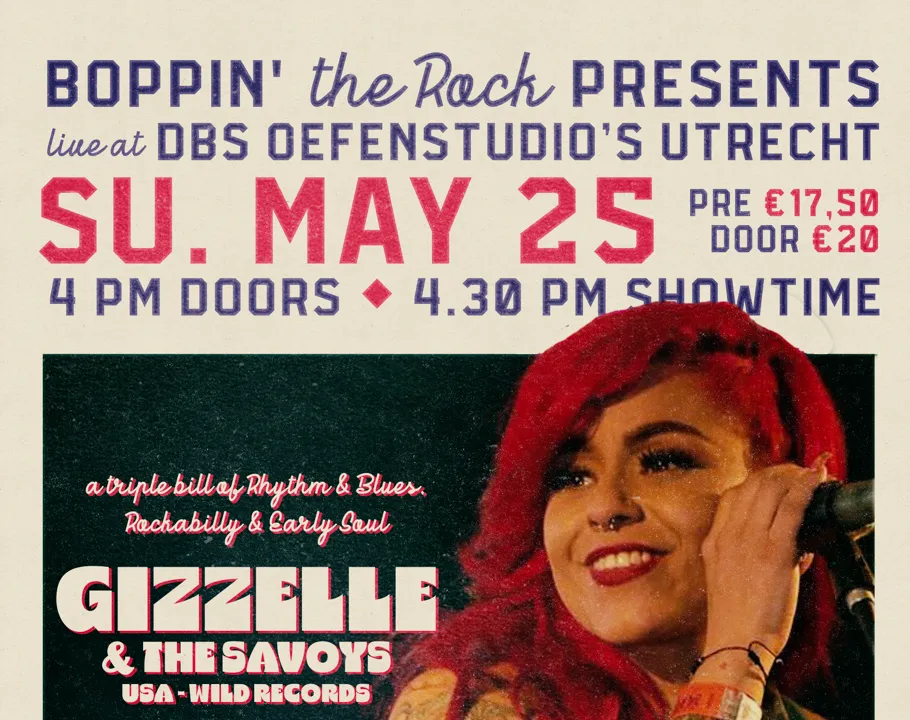 BOPPIN' the Rock PRESENTS
live at DBS OEFENSTUDIO'S UTRECHT
SU. MAY 25
PRE €17,50
DOOR €20
4 PM DOORS ◆ 4.30 PM SHOWTIME
a triple bill of Rhythm & Blues,
Rockabilly & Early Soul
GIZZELLE
& THE SAVOYS
USA - WILD RECORDS